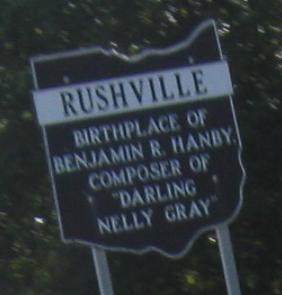 RUSHVILLE
BIRTHPLACE OF
BENJAMIN R. HANBY,
COMPOSER OF
"DARLING
NELLY GRAY"